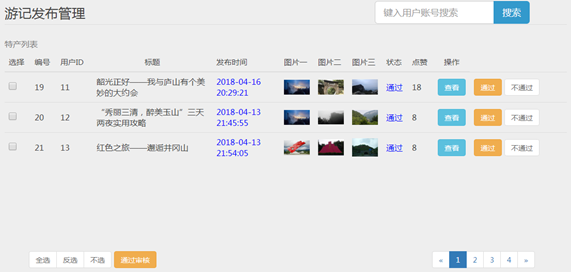 游记发布管理
键入用户账号搜索 搜索
特产列表
选择 编号 用户ID 标题 发布时间 图片一 图片二 图片三 状态 点赞 操作
19 11 韶光正好——我与庐山有个美 2018-04-16 通过 18 查看 通过 不通过
妙的大约会 20:29:21
20 12 “秀丽三清，醉美玉山”三天 2018-04-13 通过 8 查看 通过 不通过
两夜实用攻略 21:45:55
21 13 红色之旅——邂逅井冈山 2018-04-13 通过 8 查看 通过 不通过
21:54:05
全选 反选 不选 通过审核 « 1 2 3 4 »